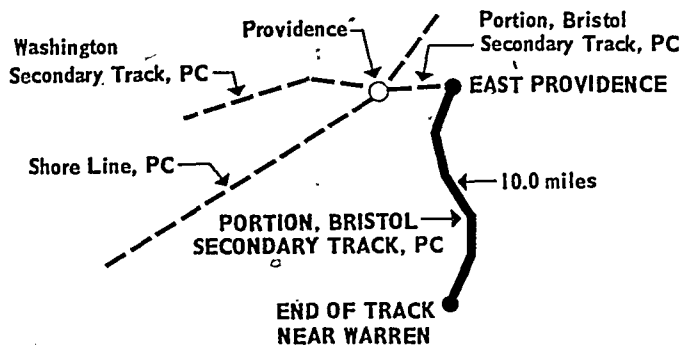 Providence
Portion, Bristol
Secondary Track, PC
Washington
Secondary Track, PC
EAST PROVIDENCE
Shore Line, PC
10.0 miles
PORTION, BRISTOL
SECONDARY TRACK, PC
END OF TRACK
NEAR WARREN